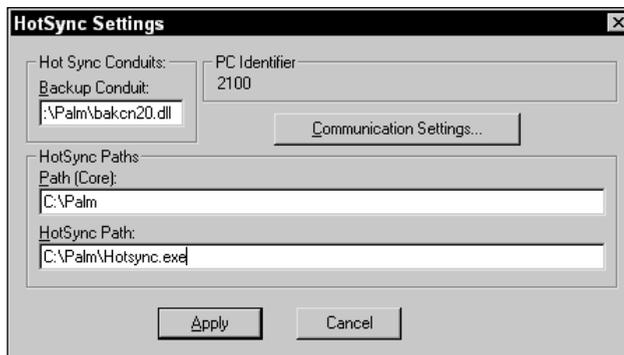 HotSync Settings
Hot Sync Conduits:
Backup Conduit:
:\Palm\bakcn20.dll
PC Identifier
2100
Communication Settings...
HotSync Paths
Path (Core):
C:\Palm
HotSync Path:
C:\Palm\Hotsync.exe
Apply
Cancel